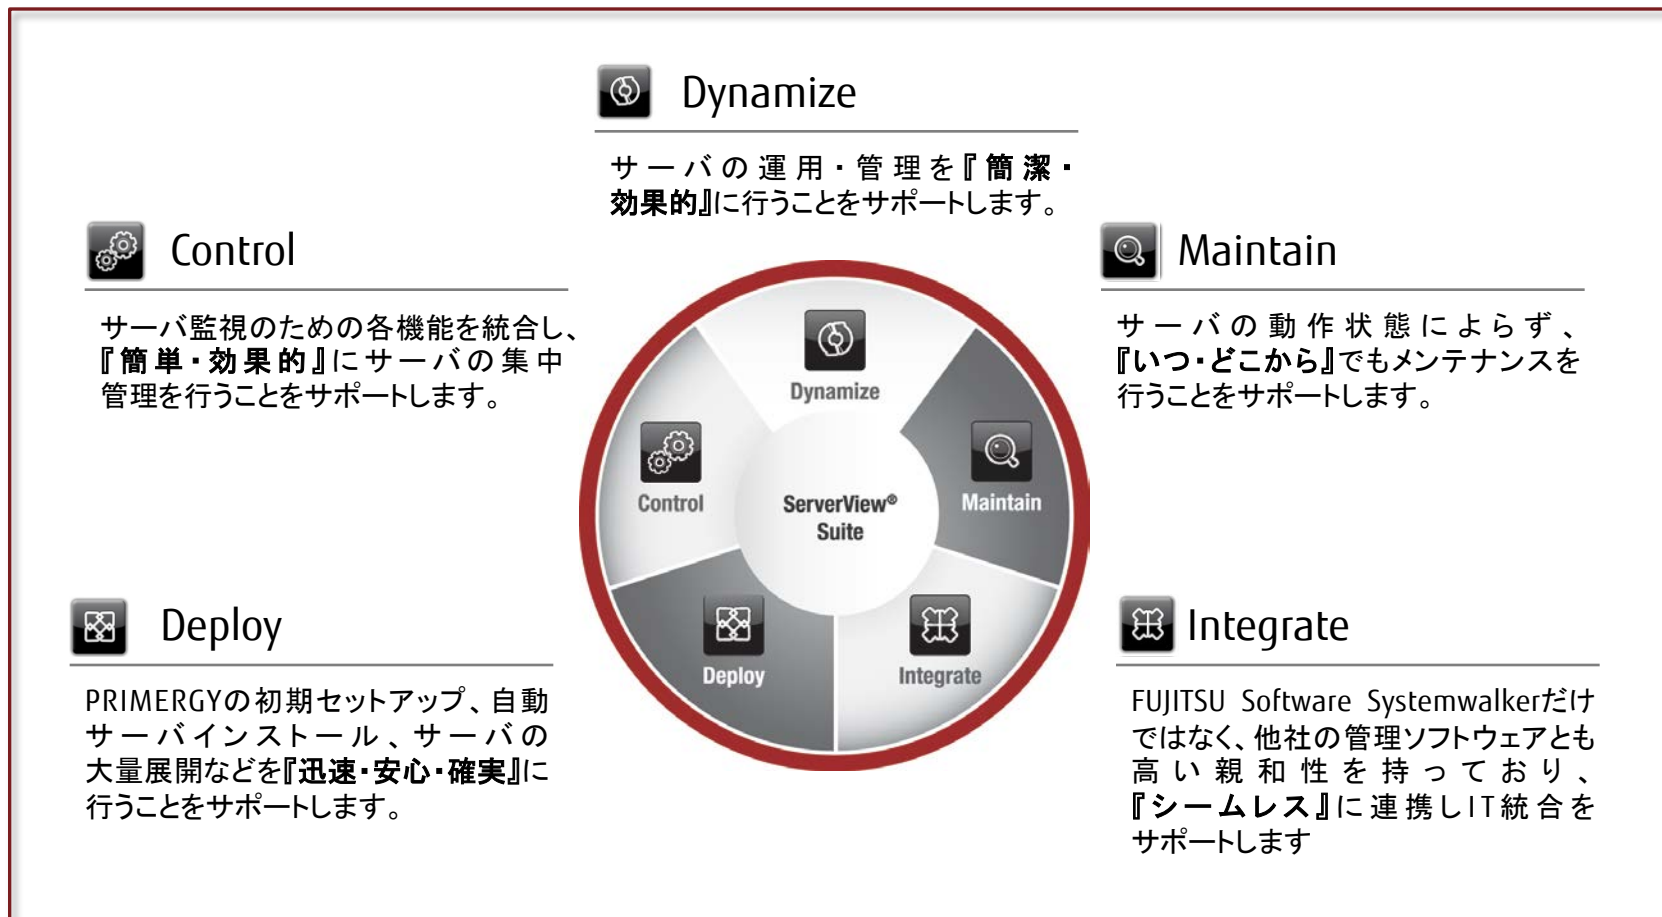 Dynamize
サーバの運用・管理を『簡潔・
効果的』に行うことをサポートします。
Control
サーバ監視のための各機能を統合し、
『簡単・効果的』にサーバの集中
管理を行うことをサポートします。
Maintain
サーバの動作状態によらず、
『いつ・どこから』でもメンテナンスを
行うことをサポートします。
Dynamize
Control
Maintain
ServerView®
Suite
Deploy
Integrate
Deploy
PRIMERGYの初期セットアップ、自動
サーバインストール、サーバの
大量展開などを『迅速・安心・確実』に
行うことをサポートします。
Integrate
FUJITSU Software Systemwalkerだけ
ではなく、他社の管理ソフトウェアとも
高い親和性を持っており、
『シームレス』に連携しIT統合を
サポートします